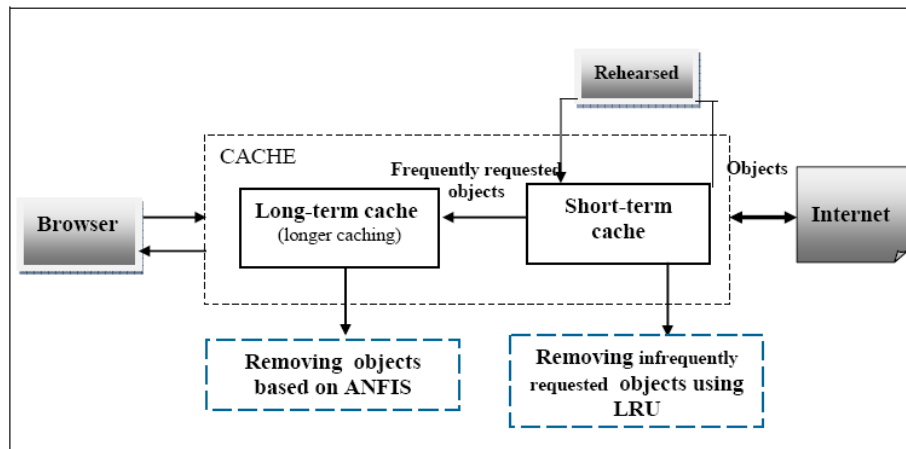 Rehearsed
CACHE
Frequently requested
objects
Objects
Browser
Long-term cache
(longer caching)
Short-term
cache
Internet
Removing objects
based on ANFIS
Removing infrequently
requested objects using
LRU